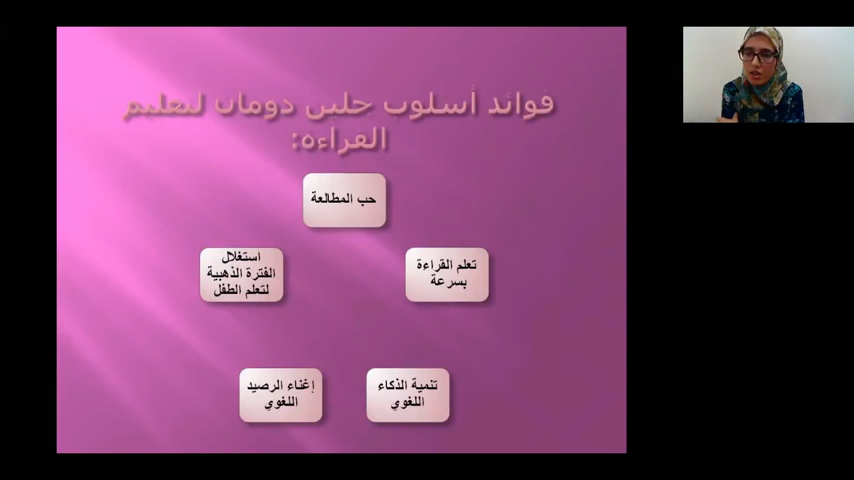 فوائد أسلوب جلين دومان لتعليم
القراءة:
حب المطالعة
تعلم القراءة
بسرعة
استغلال
الفترة الذهبية
لتعلم الطفل
تنمية الذكاء
اللغوي
إغناء الرصيد
اللغوي